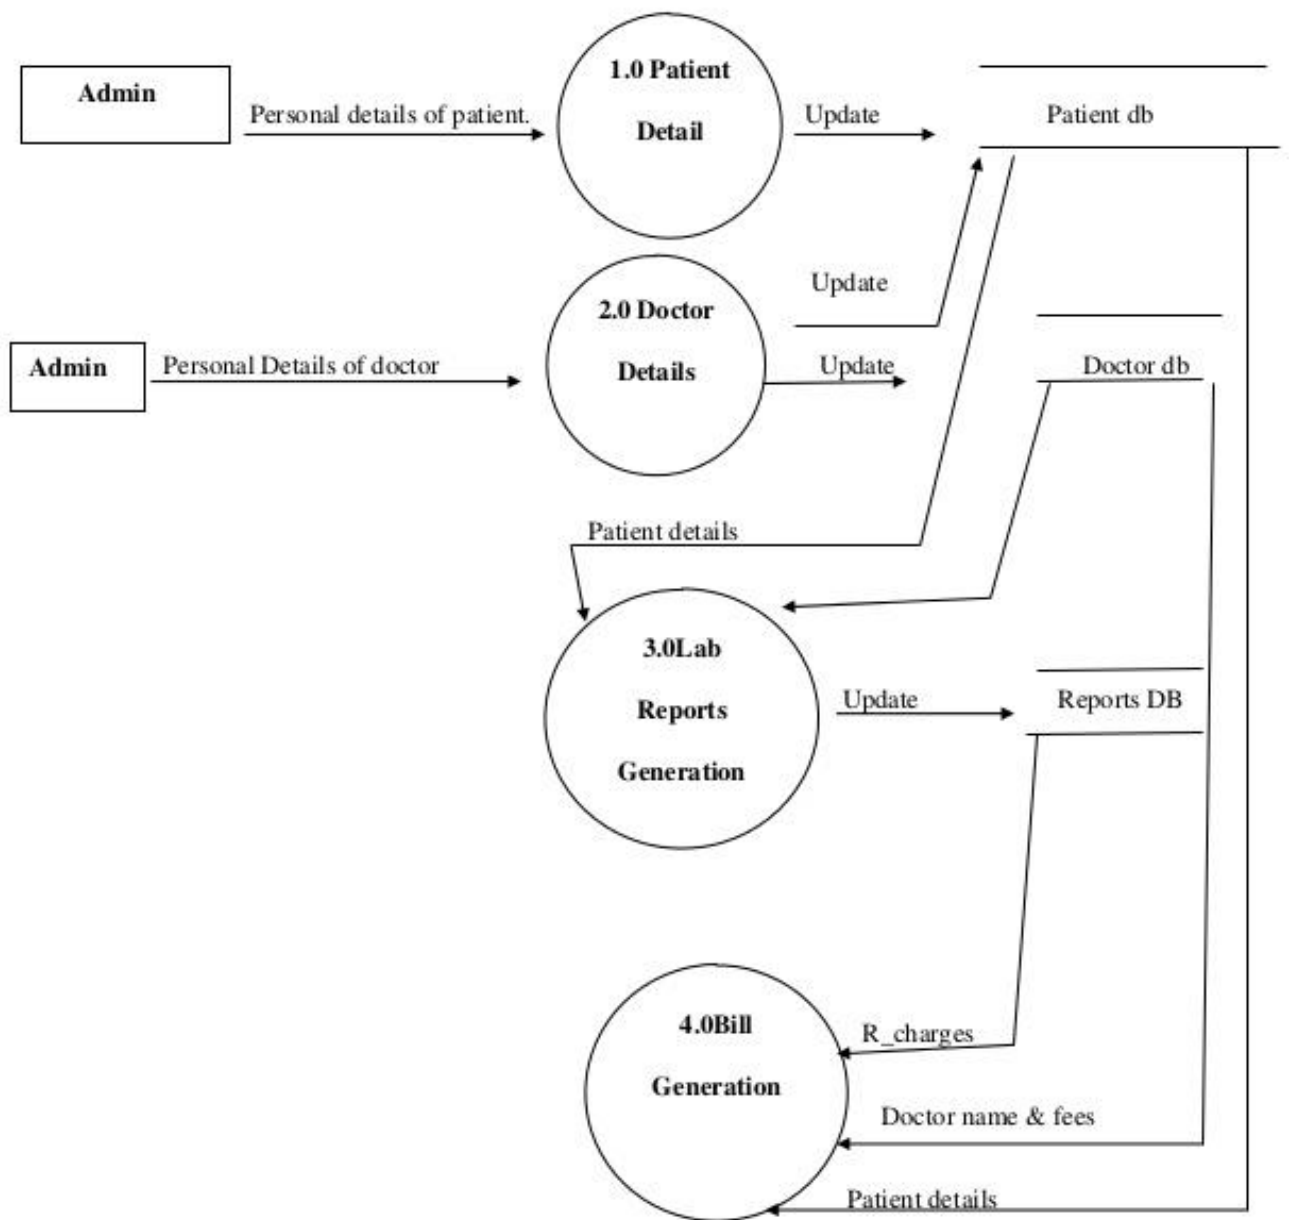 Admin
Personal details of patient.
1.0 Patient
Detail
Update
Patient db
Update
Admin
Personal Details of doctor
2.0 Doctor
Details
Update
Doctor db
Patient details
3.0Lab
Reports
Generation
Update
Reports DB
4.0Bill
Generation
R_charges
Doctor name & fees
Patient details